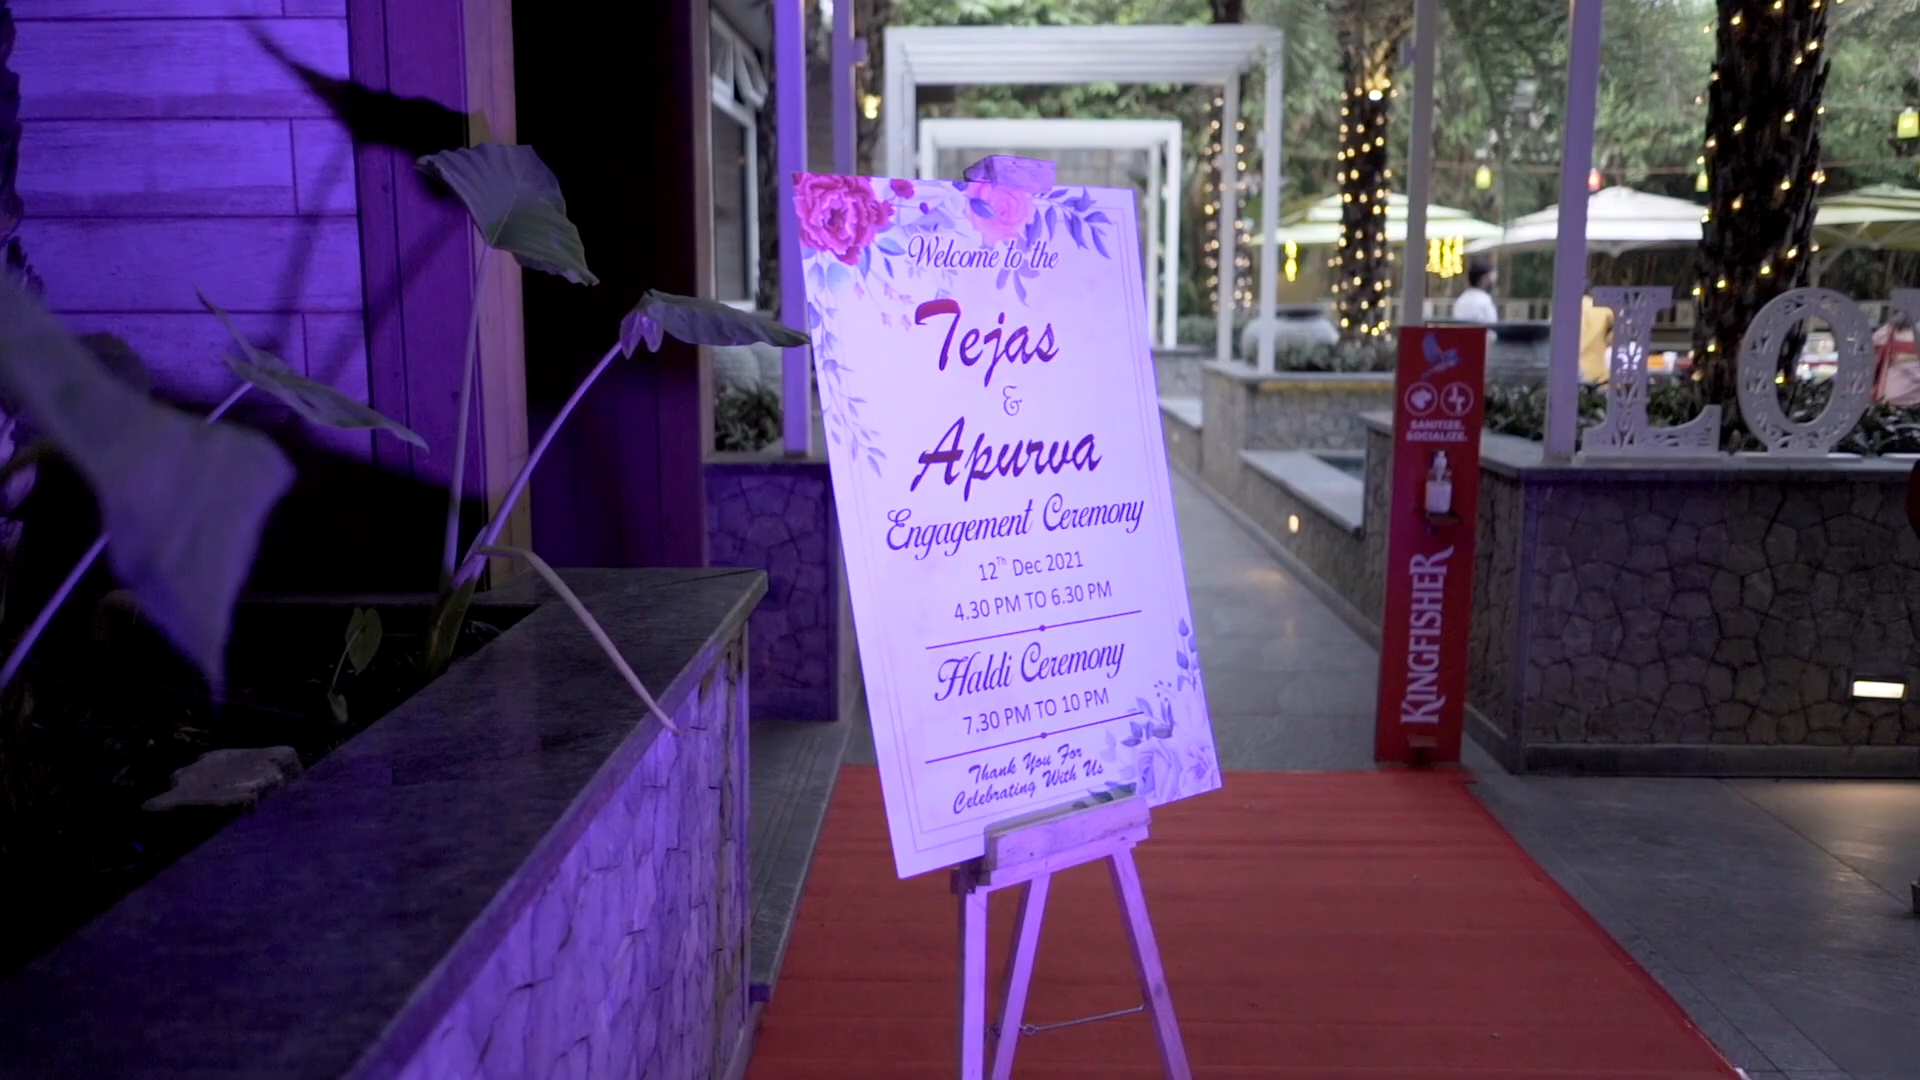 Welcome to the
Tejas
&
Apurva
Engagement Ceremony
12Th Dec 2021
4.30 PM TO 6.30 PM
Haldi Ceremony
7.30 PM TO 10 PM
Thank You For
Celebrating With Us
SANITIZE.
SOCIALIZE.
KINGFISHER
LO